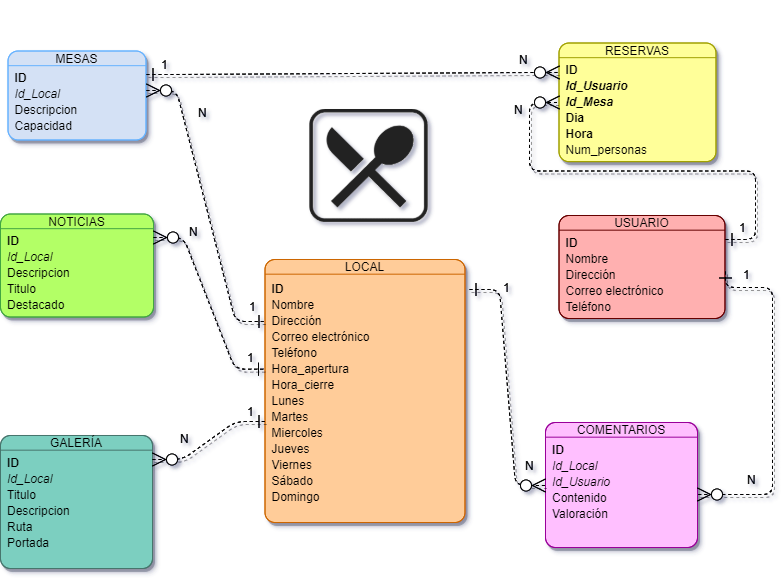 MESAS
ID
Id_Local
Descripcion
Capacidad
1
N
N
N
RESERVAS
ID
Id_Usuario
Id_Mesa
Dia
Hora
Num_personas
NOTICIAS
ID
Id_Local
Descripcion
Titulo
Destacado
N
USUARIO
ID
Nombre
Dirección
Correo electrónico
Teléfono
1
1
LOCAL
ID
Nombre
Dirección
Correo electrónico
Teléfono
Hora_apertura
Hora_cierre
Lunes
Martes
Miercoles
Jueves
Viernes
Sábado
Domingo
1
1
1
1
GALERÍA
ID
Id_Local
Titulo
Descripcion
Ruta
Portada
N
COMENTARIOS
ID
Id_Local
Id_Usuario
Contenido
Valoración
N
N